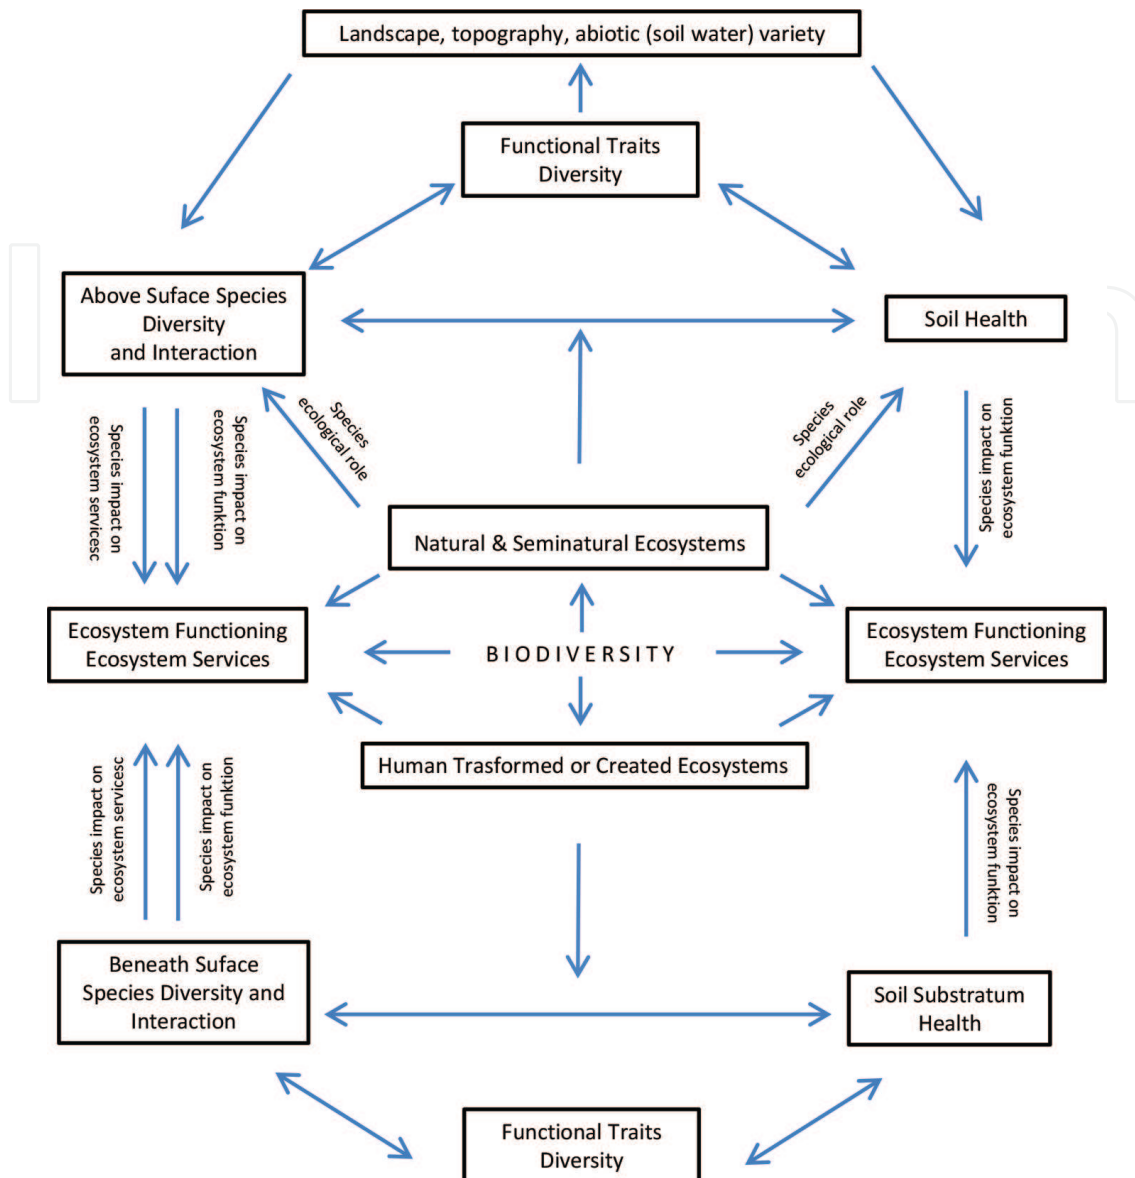 Landscape, topography, abiotic (soil water) variety
Functional Traits
Diversity
Above Suface Species
Diversity
and Interaction
Soil Health
Species impact on
ecosystem servicesc
Species impact on
ecosystem funktion
Species
ecological role
Species
ecological role
Species impact on
ecosystem funktion
Natural & Seminatural Ecosystems
Ecosystem Functioning
Ecosystem Services
BIODIVERSITY
Ecosystem Functioning
Ecosystem Services
Human Trasformed or Created Ecosystems
Species impact on
ecosystem servicesc
Species impact on
ecosystem funktion
Species impact on
ecosystem funktion
Beneath Suface
Species Diversity and
Interaction
Soil Substratum
Health
Functional Traits
Diversity